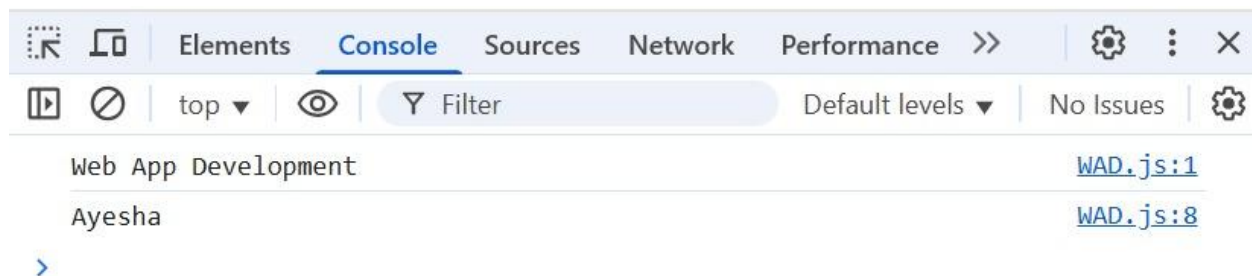 Elements Console Sources Network Performance
top Filter Default levels No Issues
Web App Development WAD.js:1
Ayesha WAD.js:8